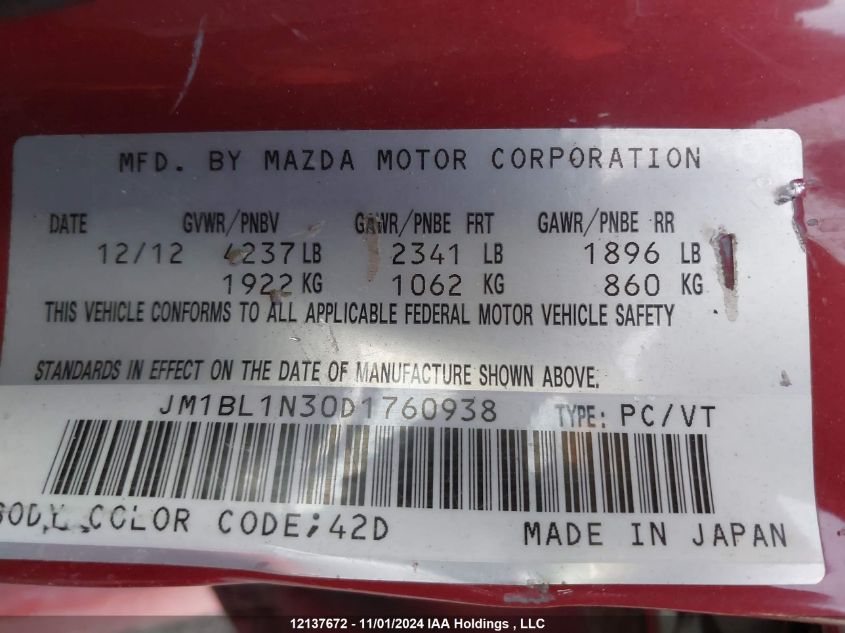 MFD. BY MAZDA MOTOR CORPORATION
DATE GVWR/PNBV GAWR/PNBE FRT GAWR/PNBE RR
12/12 4237 LB 2341 LB 1896 LB
1922 KG 1062 KG 860 KG
THIS VEHICLE CONFORMS TO ALL APPLICABLE FEDERAL MOTOR VEHICLE SAFETY
STANDARDS IN EFFECT ON THE DATE OF MANUFACTURE SHOWN ABOVE.
JM1BL1N30D1760938 TYPE: PC/VT
BODY COLOR CODE;42D MADE IN JAPAN
12137672 - 11/01/2024 IAA Holdings , LLC